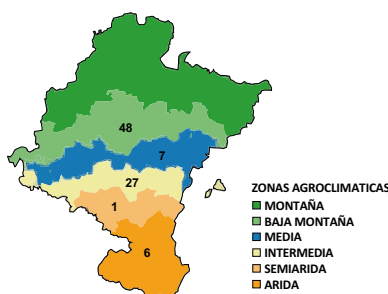 48
7
27
1
6
ZONAS AGROCLIMATICAS
MONTAÑA
BAJA MONTAÑA
MEDIA
INTERMEDIA
SEMIARIDA
ARIDA